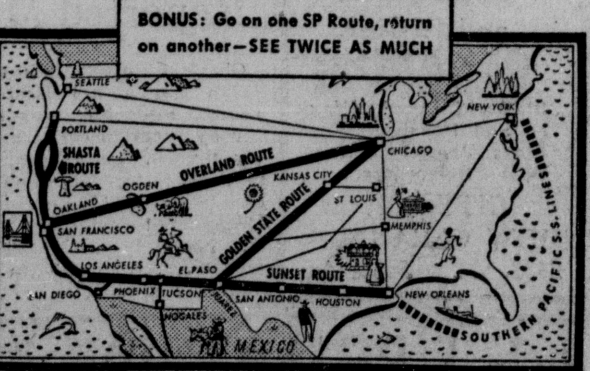 BONUS: Go on one SP Route, return
on another—SEE TWICE AS MUCH
SEATTLE
NEW YORK
PORTLAND
CHICAGO
SHASTA
ROUTE
OVERLAND ROUTE
KANSAS CITY
OGDEN
ST LOUIS
GOLDEN STATE ROUTE
OAKLAND
SAN FRANCISCO
MEMPHIS
LOS ANGELES
EL PASO
SUNSET ROUTE
SAN DIEGO
PHOENIX
TUCSON
JUAREZ
SAN ANTONIO
HOUSTON
NEW ORLEANS
NOGALES
MEXICO
SOUTHERN PACIFIC S.S. LINES